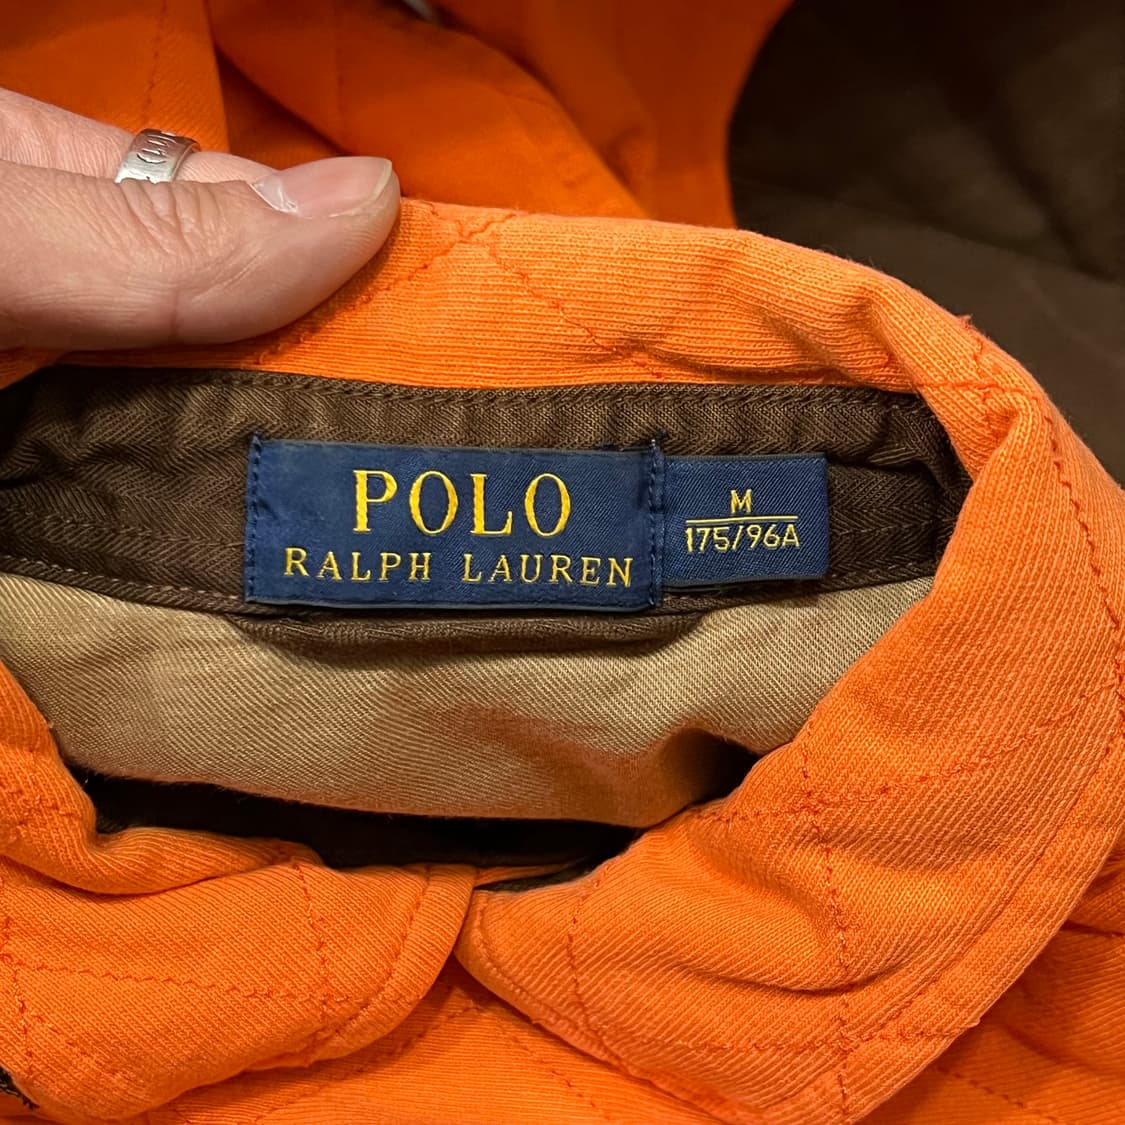 POLO
RALPH LAUREN
M
175/96A